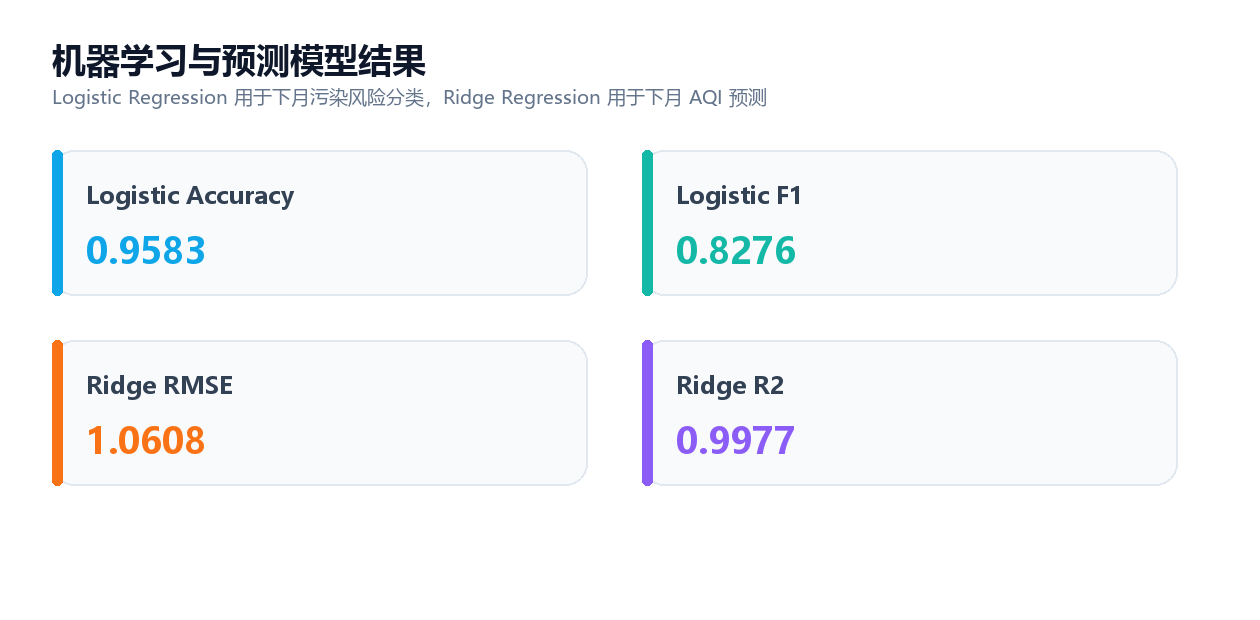 机器学习与预测模型结果
Logistic Regression 用于下月污染风险分类，Ridge Regression 用于下月 AQI 预测
Logistic Accuracy
0.9583
Logistic F1
0.8276
Ridge RMSE
1.0608
Ridge R2
0.9977